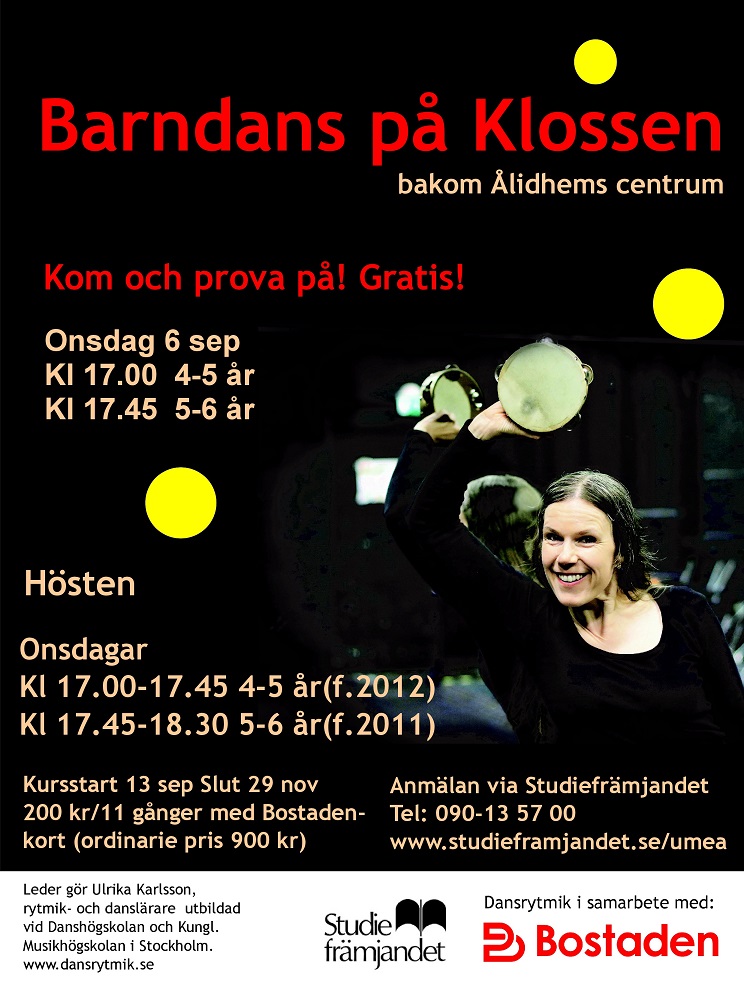 Barndans på Klossen
bakom Ålidhems centrum
Kom och prova på! Gratis!
Onsdag 6 sep
Kl 17.00 4-5 år
Kl 17.45 5-6 år
Hösten
Onsdagar
Kl 17.00-17.45 4-5 år(f.2012)
Kl 17.45-18.30 5-6 år(f.2011)
Kursstart 13 sep Slut 29 nov
200 kr/11 gånger med Bostaden-
kort (ordinarie pris 900 kr)
Anmälan via Studiefrämjandet
Tel: 090-13 57 00
www.studieframjandet.se/umea
Leder gör Ulrika Karlsson,
rytmik- och danslärare utbildad
vid Danshögskolan och Kungl.
Musikhögskolan i Stockholm.
www.dansrytmik.se
Studie
främjandet
Dansrytmik i samarbete med:
Bostaden